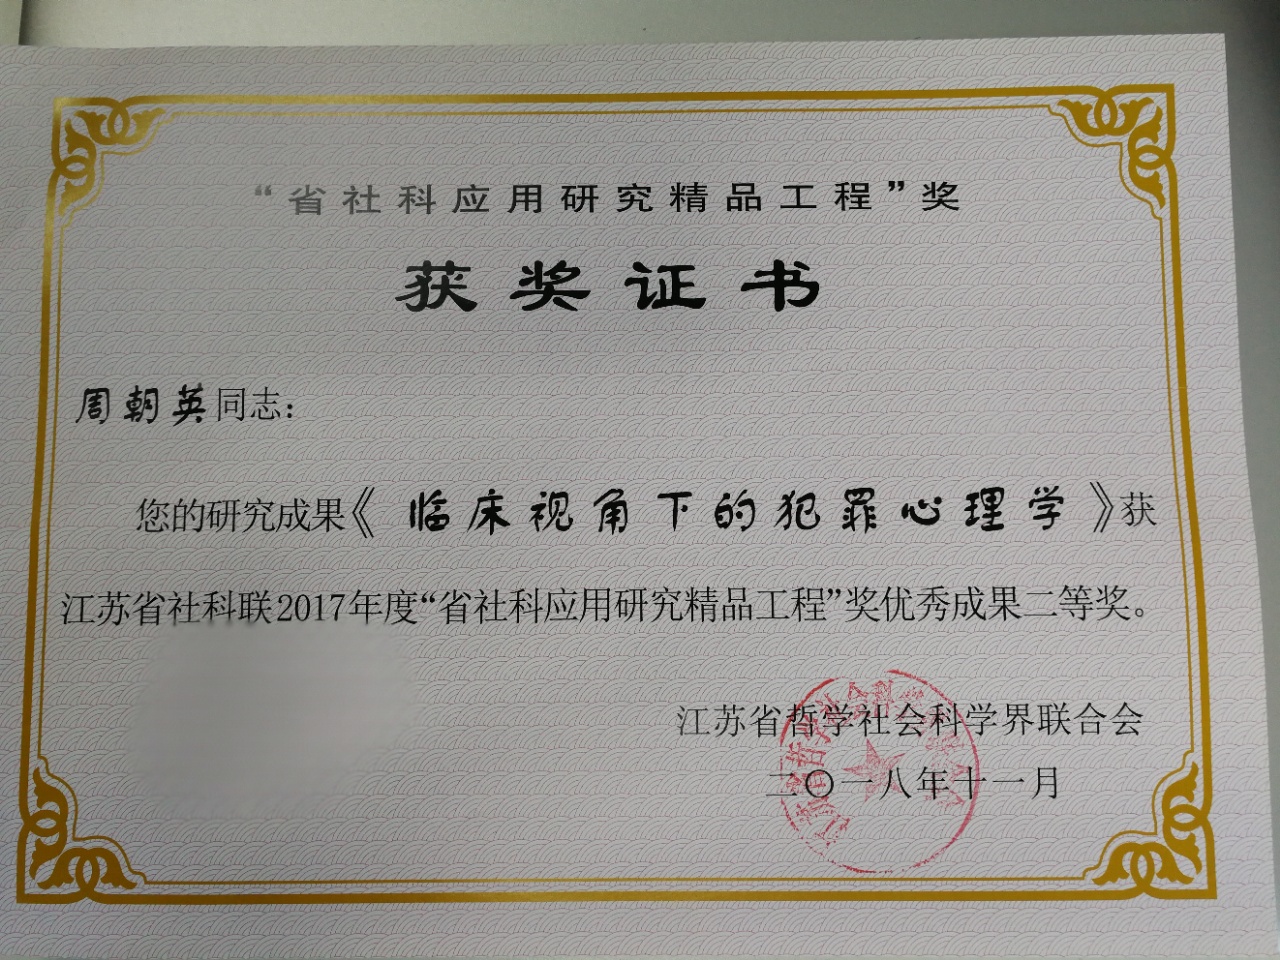 “省社科应用研究精品工程”奖
获奖证书
周朝英同志：
您的研究成果《临床视角下的犯罪心理学》获
江苏省社科联2017年度“省社科应用研究精品工程”奖优秀成果二等奖。
江苏省哲学社会科学界联合会
二〇一八年十一月